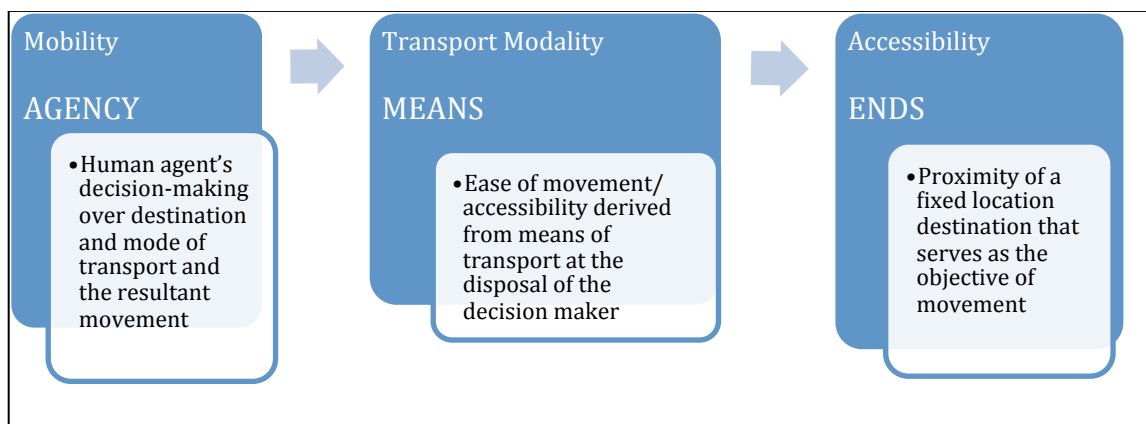 Mobility
AGENCY
•Human agent's
decision-making
over destination
and mode of
transport and
the resultant
movement
Transport Modality
MEANS
•Ease of movement/
accessibility derived
from means of
transport at the
disposal of the
decision maker
Accessibility
ENDS
•Proximity of a
fixed location
destination that
serves as the
objective of
movement